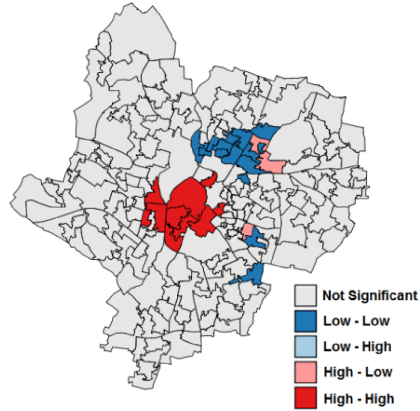 Not Significant
Low - Low
Low - High
High - Low
High - High